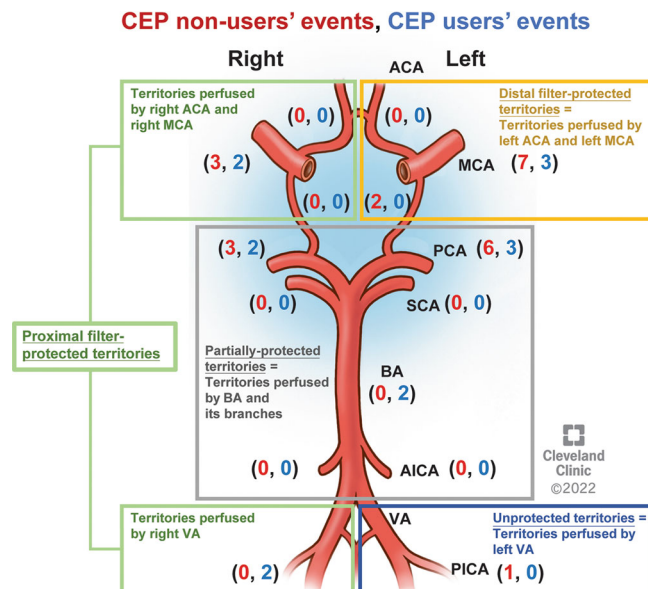 CEP non-users' events, CEP users' events
Right
Left
ACA
Territories perfused
by right ACA and
right MCA
Distal filter-protected
territories =
Territories perfused by
left ACA and left MCA
(0, 0)
(0, 0)
(3, 2)
MCA
(7, 3)
(0, 0)
(2, 0)
(3, 2)
PCA
(6, 3)
(0, 0)
SCA
(0, 0)
Proximal filter-
protected territories
Partially-protected
territories =
Territories perfused
by BA and
its branches
BA
(0, 2)
Cleveland
Clinic
©2022
(0, 0)
AICA
(0, 0)
Territories perfused
by right VA
VA
Unprotected territories =
Territories perfused by
left VA
(0, 2)
PICA
(1, 0)